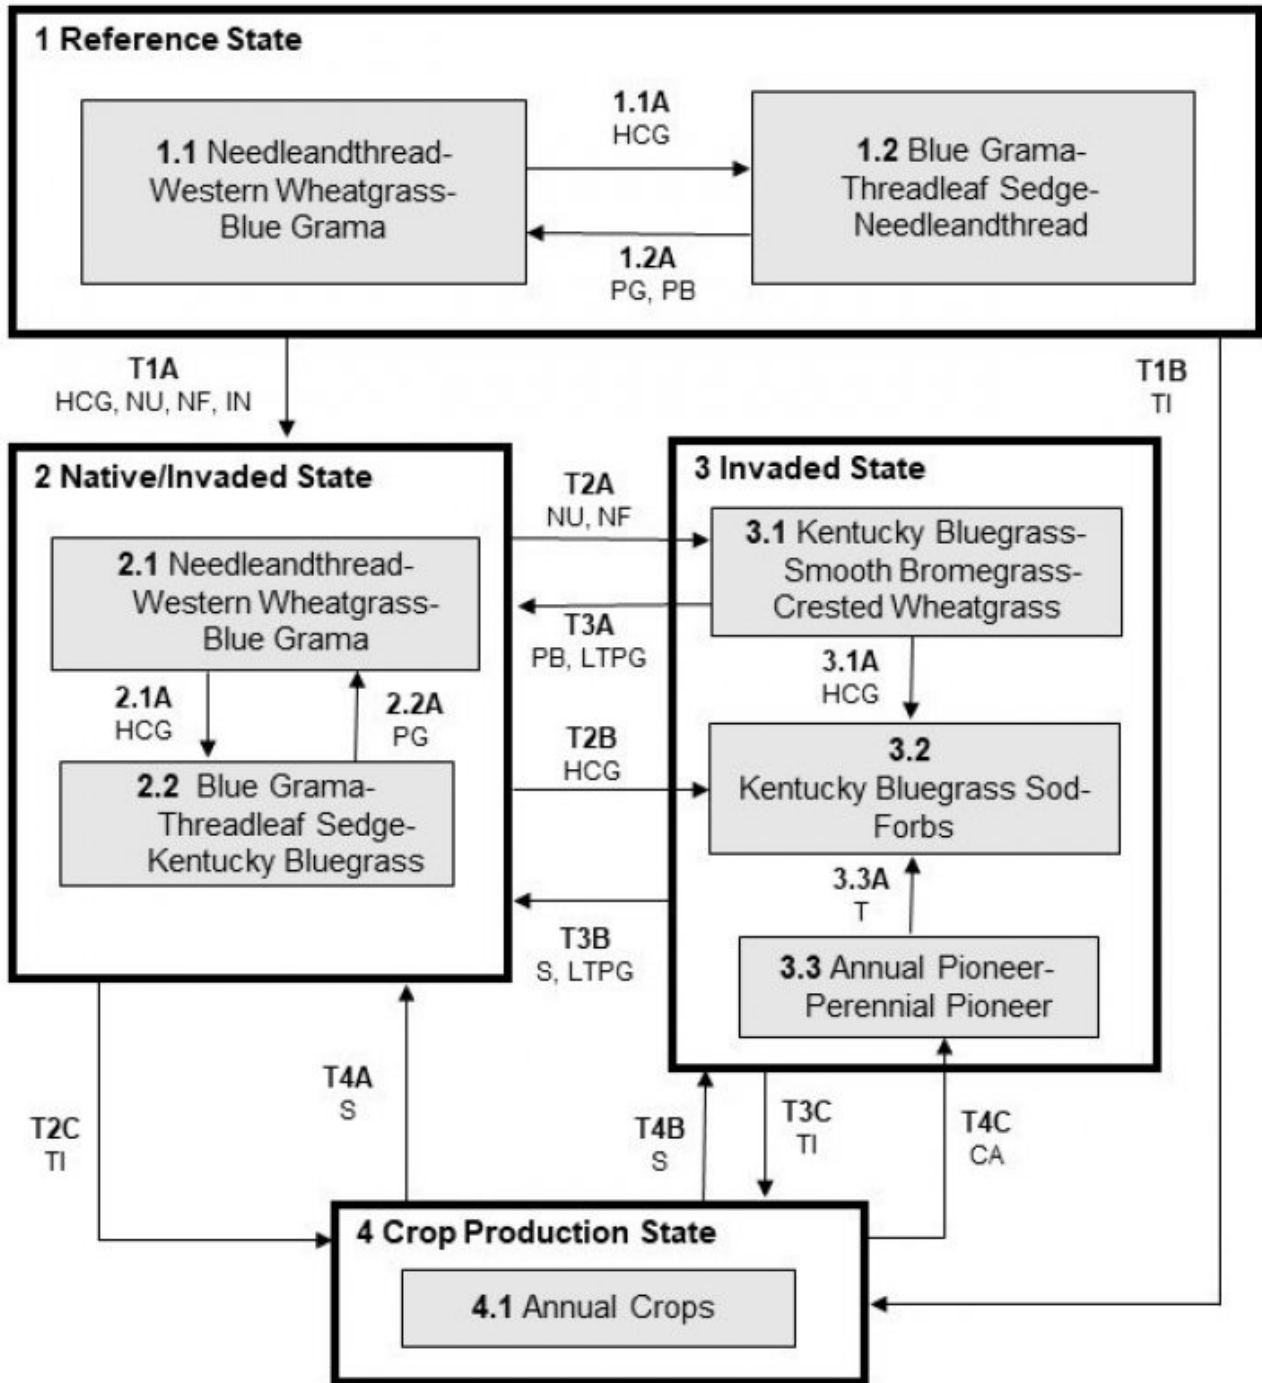 1 Reference State
1.1 Needleandthread-
Western Wheatgrass-
Blue Grama
1.1A
HCG
1.2A
PG, PB
1.2 Blue Grama-
Threadleaf Sedge-
Needleandthread
T1A
HCG, NU, NF, IN
T1B
TI
2 Native/Invaded State
2.1 Needleandthread-
Western Wheatgrass-
Blue Grama
2.1A
HCG
2.2A
PG
2.2 Blue Grama-
Threadleaf Sedge-
Kentucky Bluegrass
T2A
NU, NF
T3A
PB, LTPG
T2B
HCG
T3B
S, LTPG
3 Invaded State
3.1 Kentucky Bluegrass-
Smooth Bromegrass-
Crested Wheatgrass
3.1A
HCG
3.2
Kentucky Bluegrass Sod-
Forbs
3.3A
T
3.3 Annual Pioneer-
Perennial Pioneer
T2C
TI
T4A
S
T4B
S
T3C
TI
T4C
CA
4 Crop Production State
4.1 Annual Crops